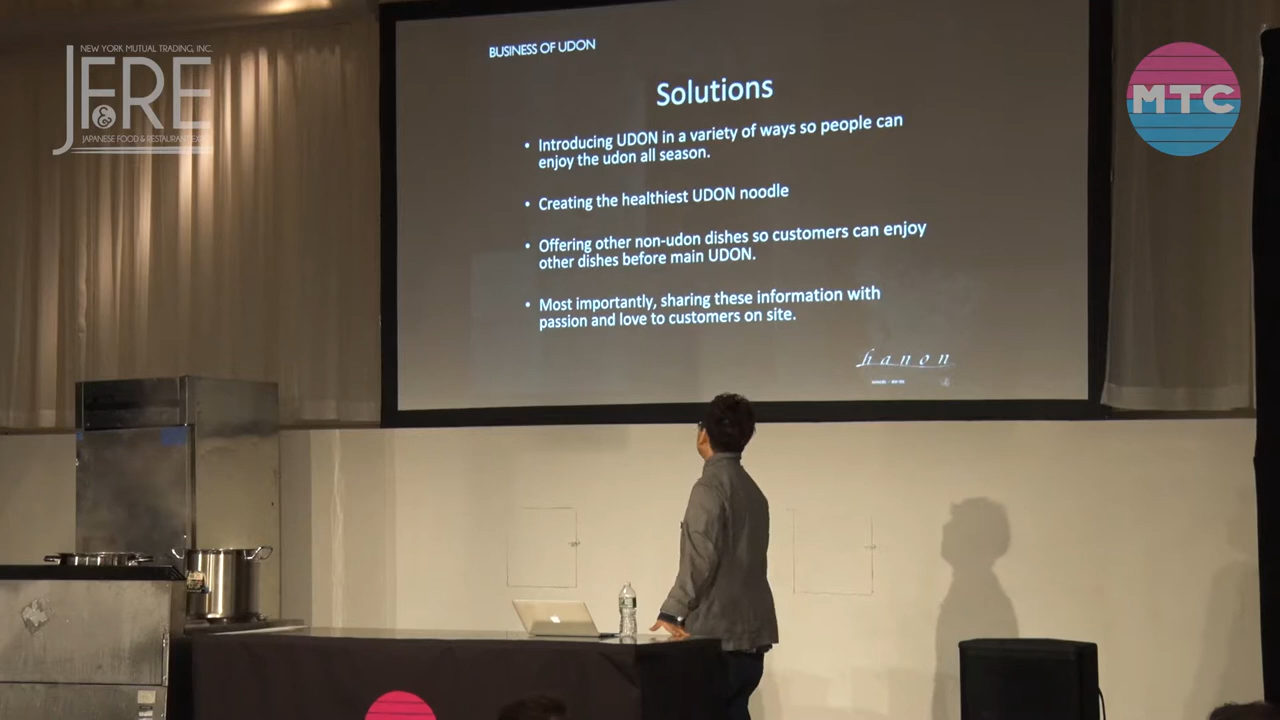 NEW YORK MUTUAL TRADING, INC.
JFRE
&
JAPANESE FOOD & RESTAURANT EXPO
MTC
BUSINESS OF UDON
Solutions
• Introducing UDON in a variety of ways so people can
enjoy the udon all season.
• Creating the healthiest UDON noodle
• Offering other non-udon dishes so customers can enjoy
other dishes before main UDON.
• Most importantly, sharing these information with
passion and love to customers on site.
hanon